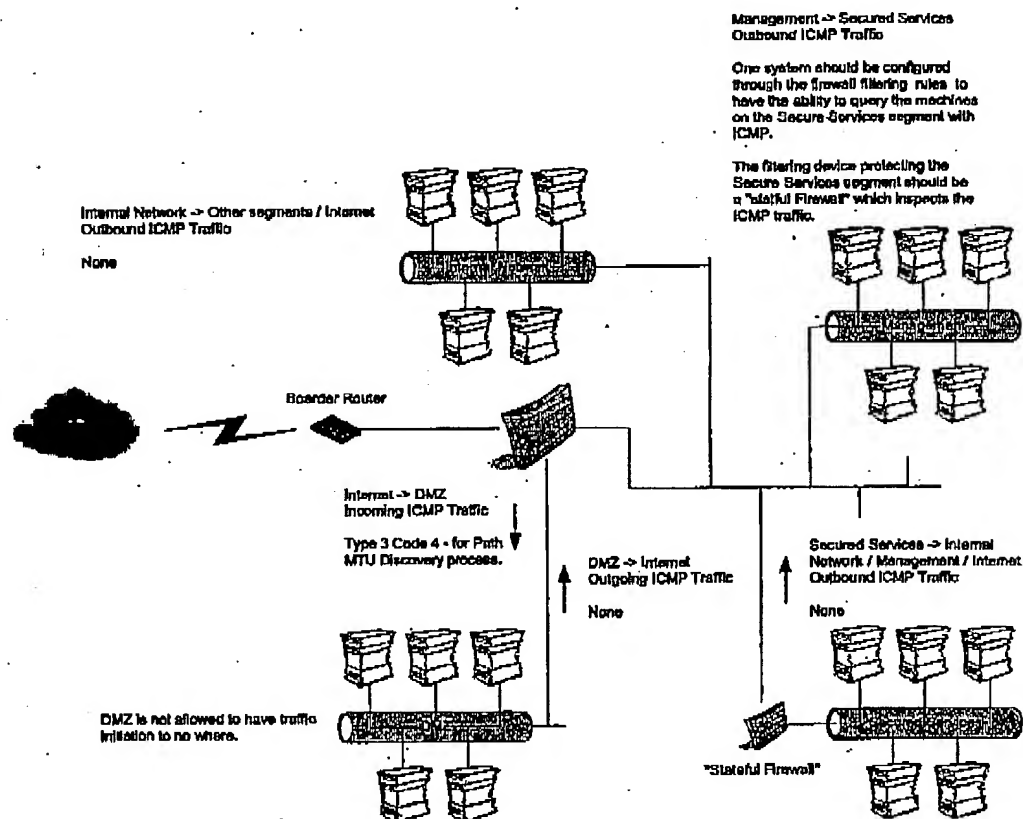 Management -> Secured Services
Outbound ICMP Traffic
One system should be configured
through the firewall filtering rules to
have the ability to query the machines
on the Secure Services segment with
ICMP.
The filtering device protecting the
Secure Services segment should be
a "stateful Firewall" which inspects the
ICMP traffic.
Internal Network -> Other segments / Internet
Outbound ICMP Traffic
None
Management
Boarder Router
Internet -> DMZ
Incoming ICMP Traffic
Type 3 Code 4 - for Path
MTU Discovery process.
DMZ -> Internet
Outgoing ICMP Traffic
None
Secured Services -> Internal
Network / Management / Internet
Outbound ICMP Traffic
None
DMZ is not allowed to have traffic
initiation to no where.
"Stateful Firewall"